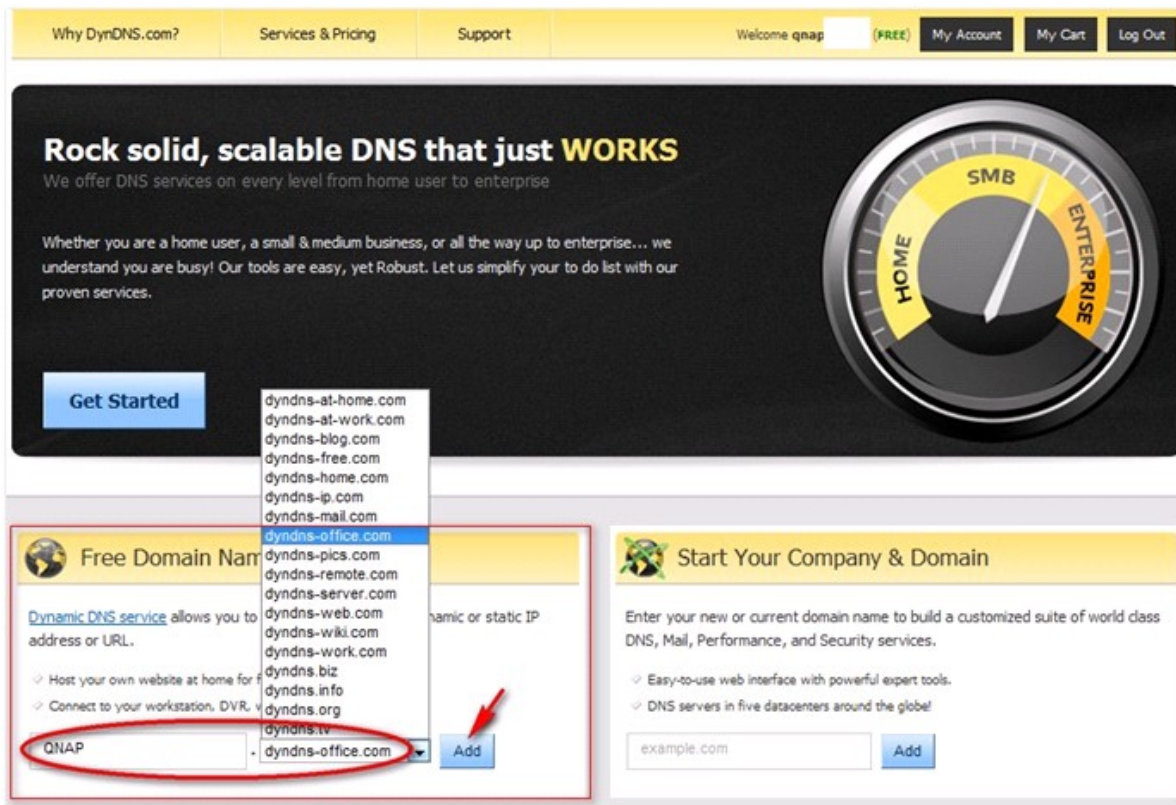 Why DynDNS.com?
Services & Pricing
Support
Welcome qnap
(FREE)
My Account
My Cart
Log Out
Rock solid, scalable DNS that just WORKS
We offer DNS services on every level from home user to enterprise
Whether you are a home user, a small & medium business, or all the way up to enterprise... we
understand you are busy! Our tools are easy, yet Robust. Let us simplify your to do list with our
proven services.
Get Started
HOME
SMB
ENTERPRISE
dyndns-at-home.com
dyndns-at-work.com
dyndns-blog.com
dyndns-free.com
dyndns-home.com
dyndns-ip.com
dyndns-mail.com
dyndns-office.com
dyndns-pics.com
dyndns-remote.com
dyndns-server.com
dyndns-web.com
dyndns-wiki.com
dyndns-work.com
dyndns.biz
dyndns.info
dyndns.org
dyndns.tv
Free Domain Nam
Dynamic DNS service allows you to
namic or static IP
address or URL.
Host your own website at home for f
Connect to your workstation, DVR, v
QNAP
. dyndns-office.com
Add
Start Your Company & Domain
Enter your new or current domain name to build a customized suite of world class
DNS, Mail, Performance, and Security services.
Easy-to-use web interface with powerful expert tools.
DNS servers in five datacenters around the globe!
example.com
Add